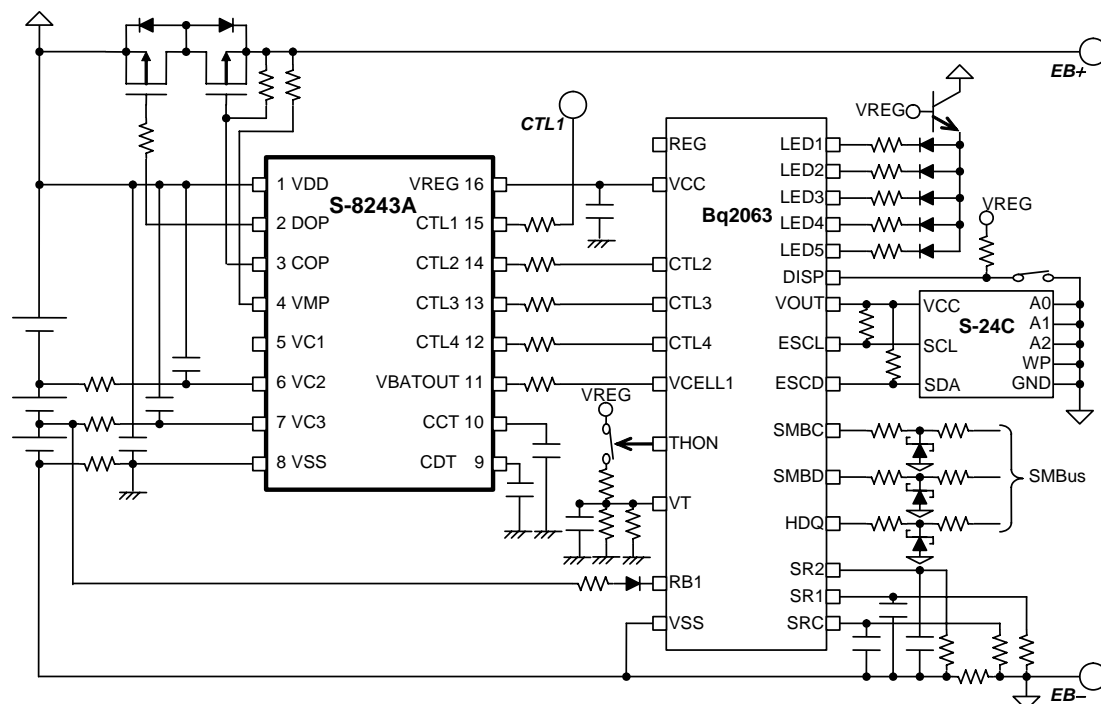 EB+
CTL1
VREG
S-8243A
1 VDD
2 DOP
3 COP
4 VMP
5 VC1
6 VC2
7 VC3
8 VSS
VREG 16
CTL1 15
CTL2 14
CTL3 13
CTL4 12
VBATOUT 11
CCT 10
CDT 9
VREG
Bq2063
REG
VCC
CTL2
CTL3
CTL4
VCELL1
THON
VT
RB1
VSS
LED1
LED2
LED3
LED4
LED5
DISP
VOUT
ESCL
ESCD
SMBC
SMBD
HDQ
SR2
SR1
SRC
VREG
S-24C
VCC
SCL
SDA
A0
A1
A2
WP
GND
SMBus
EB−